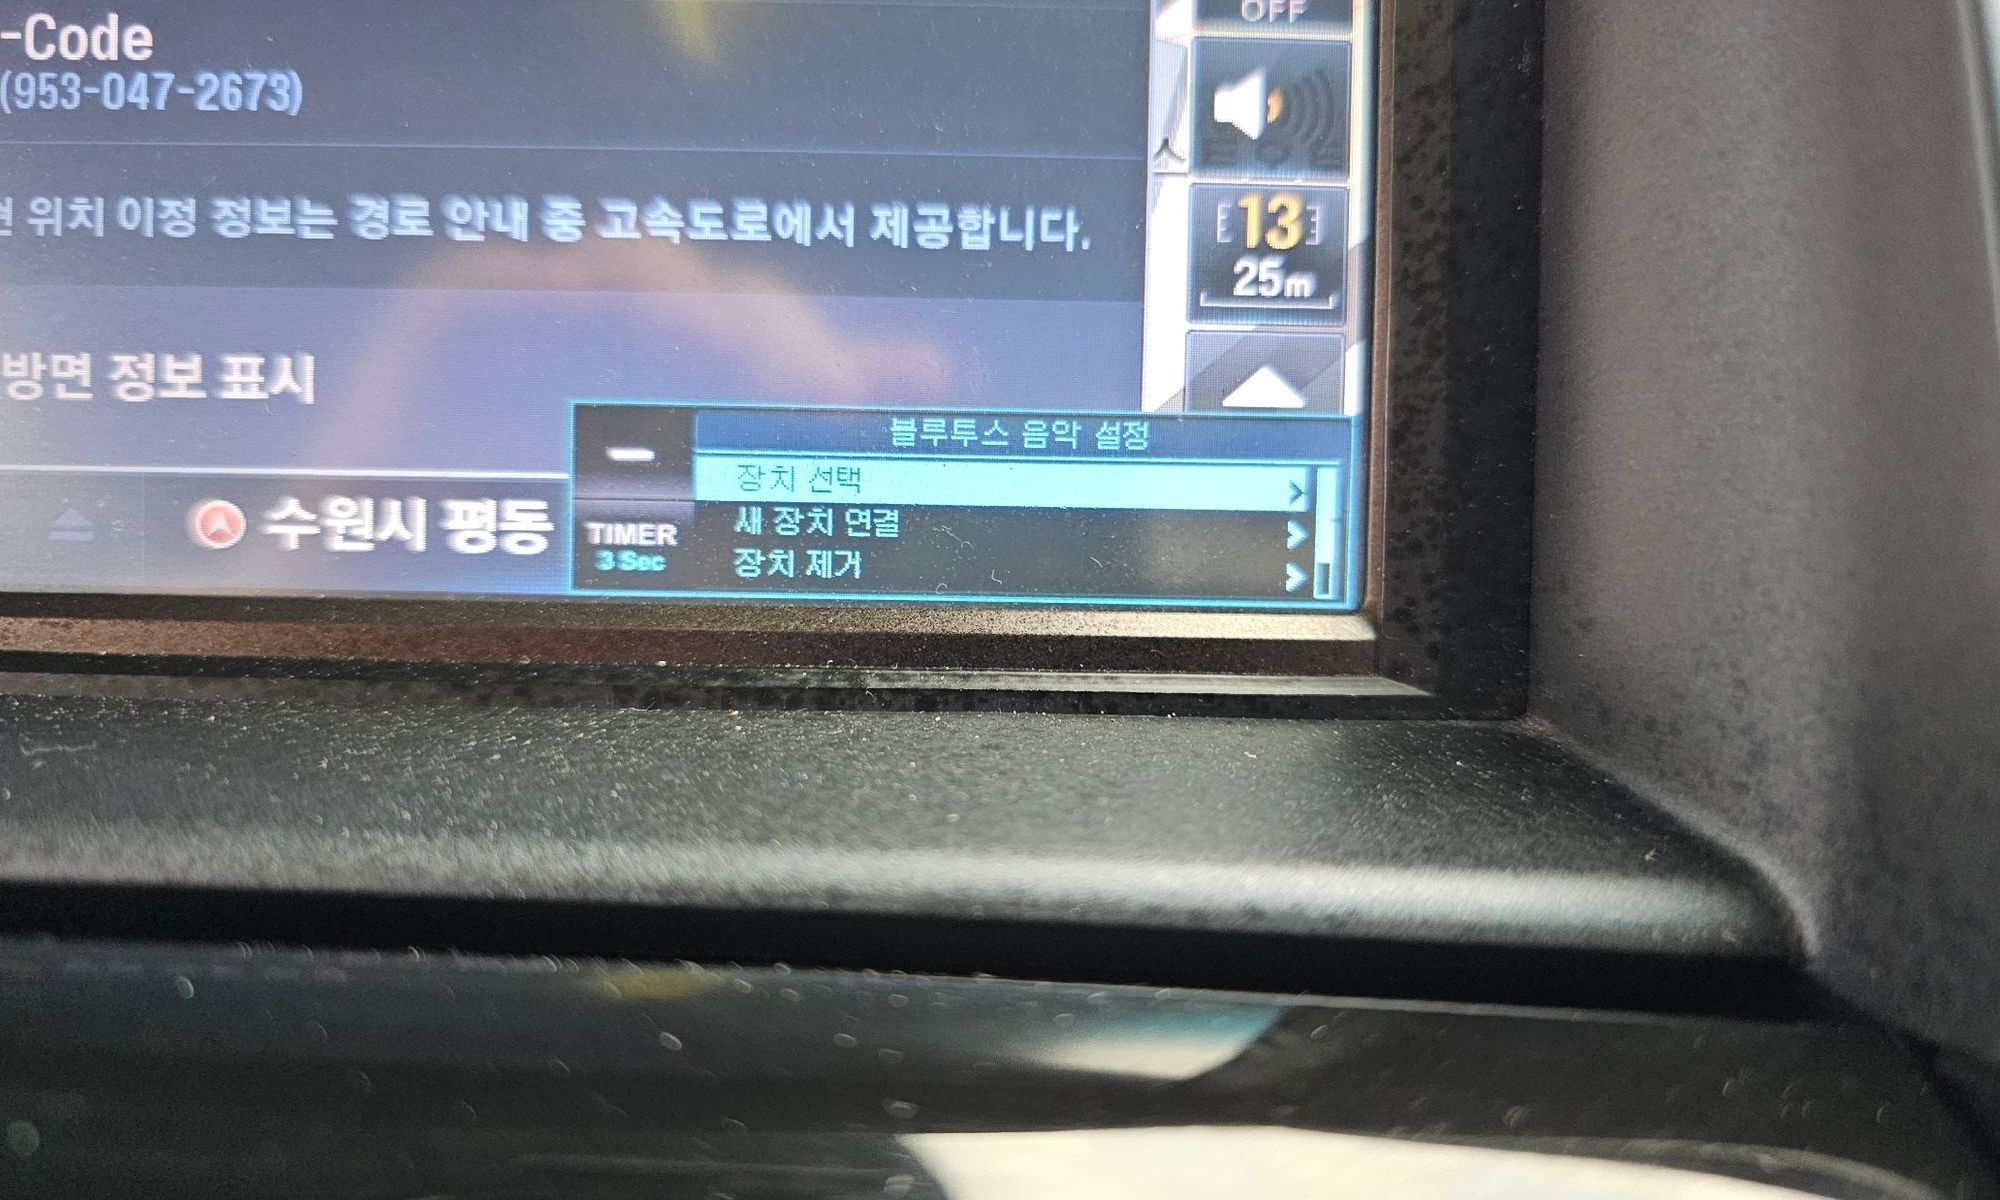 -Code
OFF
(953-047-2673)
위치 이정 정보는 경로 안내 중 고속도로에서 제공합니다.
13
25m
방면 정보 표시
블루투스 음악 설정
장치 선택
수원시 평동
TIMER
3 Sec
새 장치 연결
장치 제거